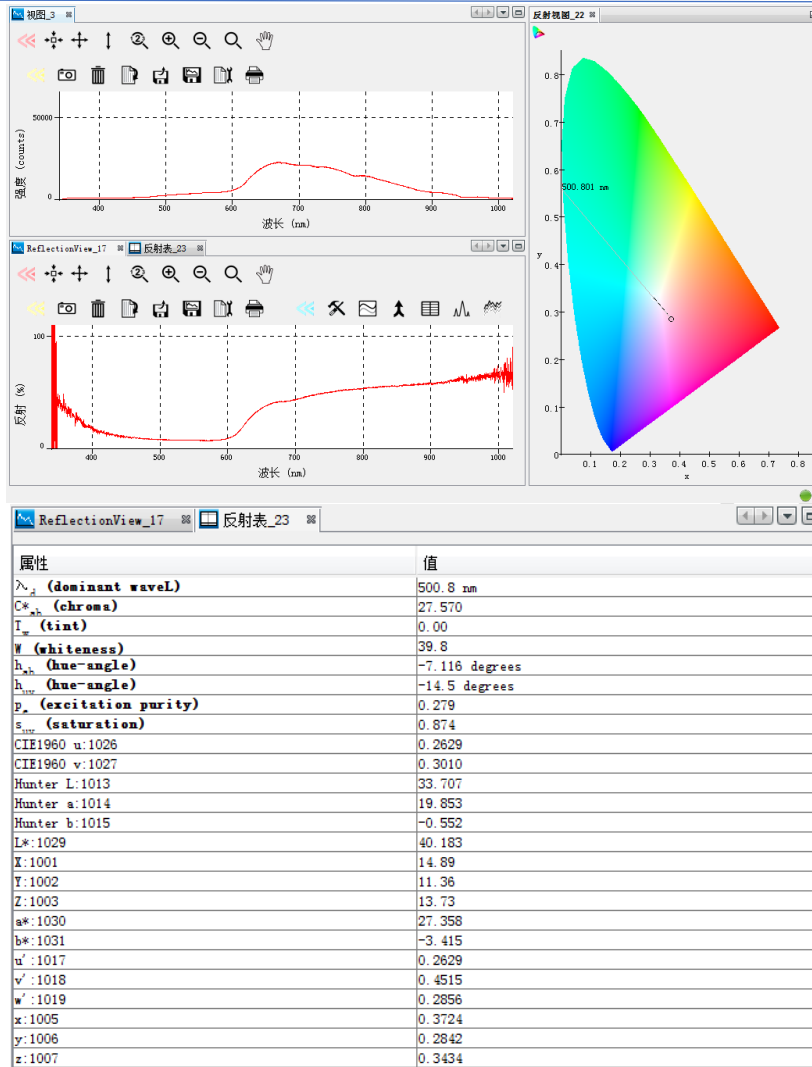 视图_3
反射视图_22
50000
0
强度 (counts)
400 500 600 700 800 900 1000
波长 (nm)
ReflectionView_17 反射表_23
100
0
反射 (%)
400 500 600 700 800 900 1000
波长 (nm)
0.8
0.7
0.6
500.801 nm
0.5
y 0.4
0.3
0.2
0.1
0
0.1 0.2 0.3 0.4 0.5 0.6 0.7 0.8
x
ReflectionView_17 反射表_23
属性 值
λ_d (dominant waveL) 500.8 nm
C*_ab (chroma) 27.570
T_w (tint) 0.00
W (whiteness) 39.8
h_ab (hue-angle) -7.116 degrees
h_uv (hue-angle) -14.5 degrees
p_e (excitation purity) 0.279
s_uv (saturation) 0.874
CIE1960 u:1026 0.2629
CIE1960 v:1027 0.3010
Hunter L:1013 33.707
Hunter a:1014 19.853
Hunter b:1015 -0.552
L*:1029 40.183
X:1001 14.89
Y:1002 11.36
Z:1003 13.73
a*:1030 27.358
b*:1031 -3.415
u':1017 0.2629
v':1018 0.4515
w':1019 0.2856
x:1005 0.3724
y:1006 0.2842
z:1007 0.3434